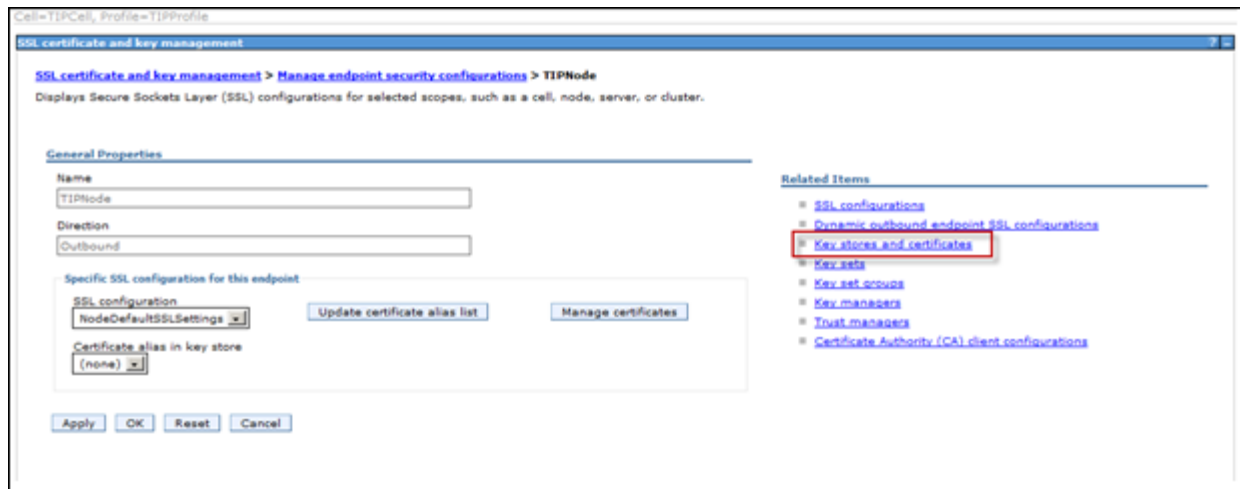 Cell=TIPCell, Profile=TIPProfile
SSL certificate and key management
? -
SSL certificate and key management > Manage endpoint security configurations > TIPNode
Displays Secure Sockets Layer (SSL) configurations for selected scopes, such as a cell, node, server, or cluster.
General Properties
Name
TIPNode
Direction
Outbound
Specific SSL configuration for this endpoint
SSL configuration
NodeDefaultSSLSettings
Update certificate alias list
Manage certificates
Certificate alias in key store
(none)
Apply OK Reset Cancel
Related Items
SSL configurations
Dynamic outbound endpoint SSL configurations
Key stores and certificates
Key sets
Key set groups
Key managers
Trust managers
Certificate Authority (CA) client configurations